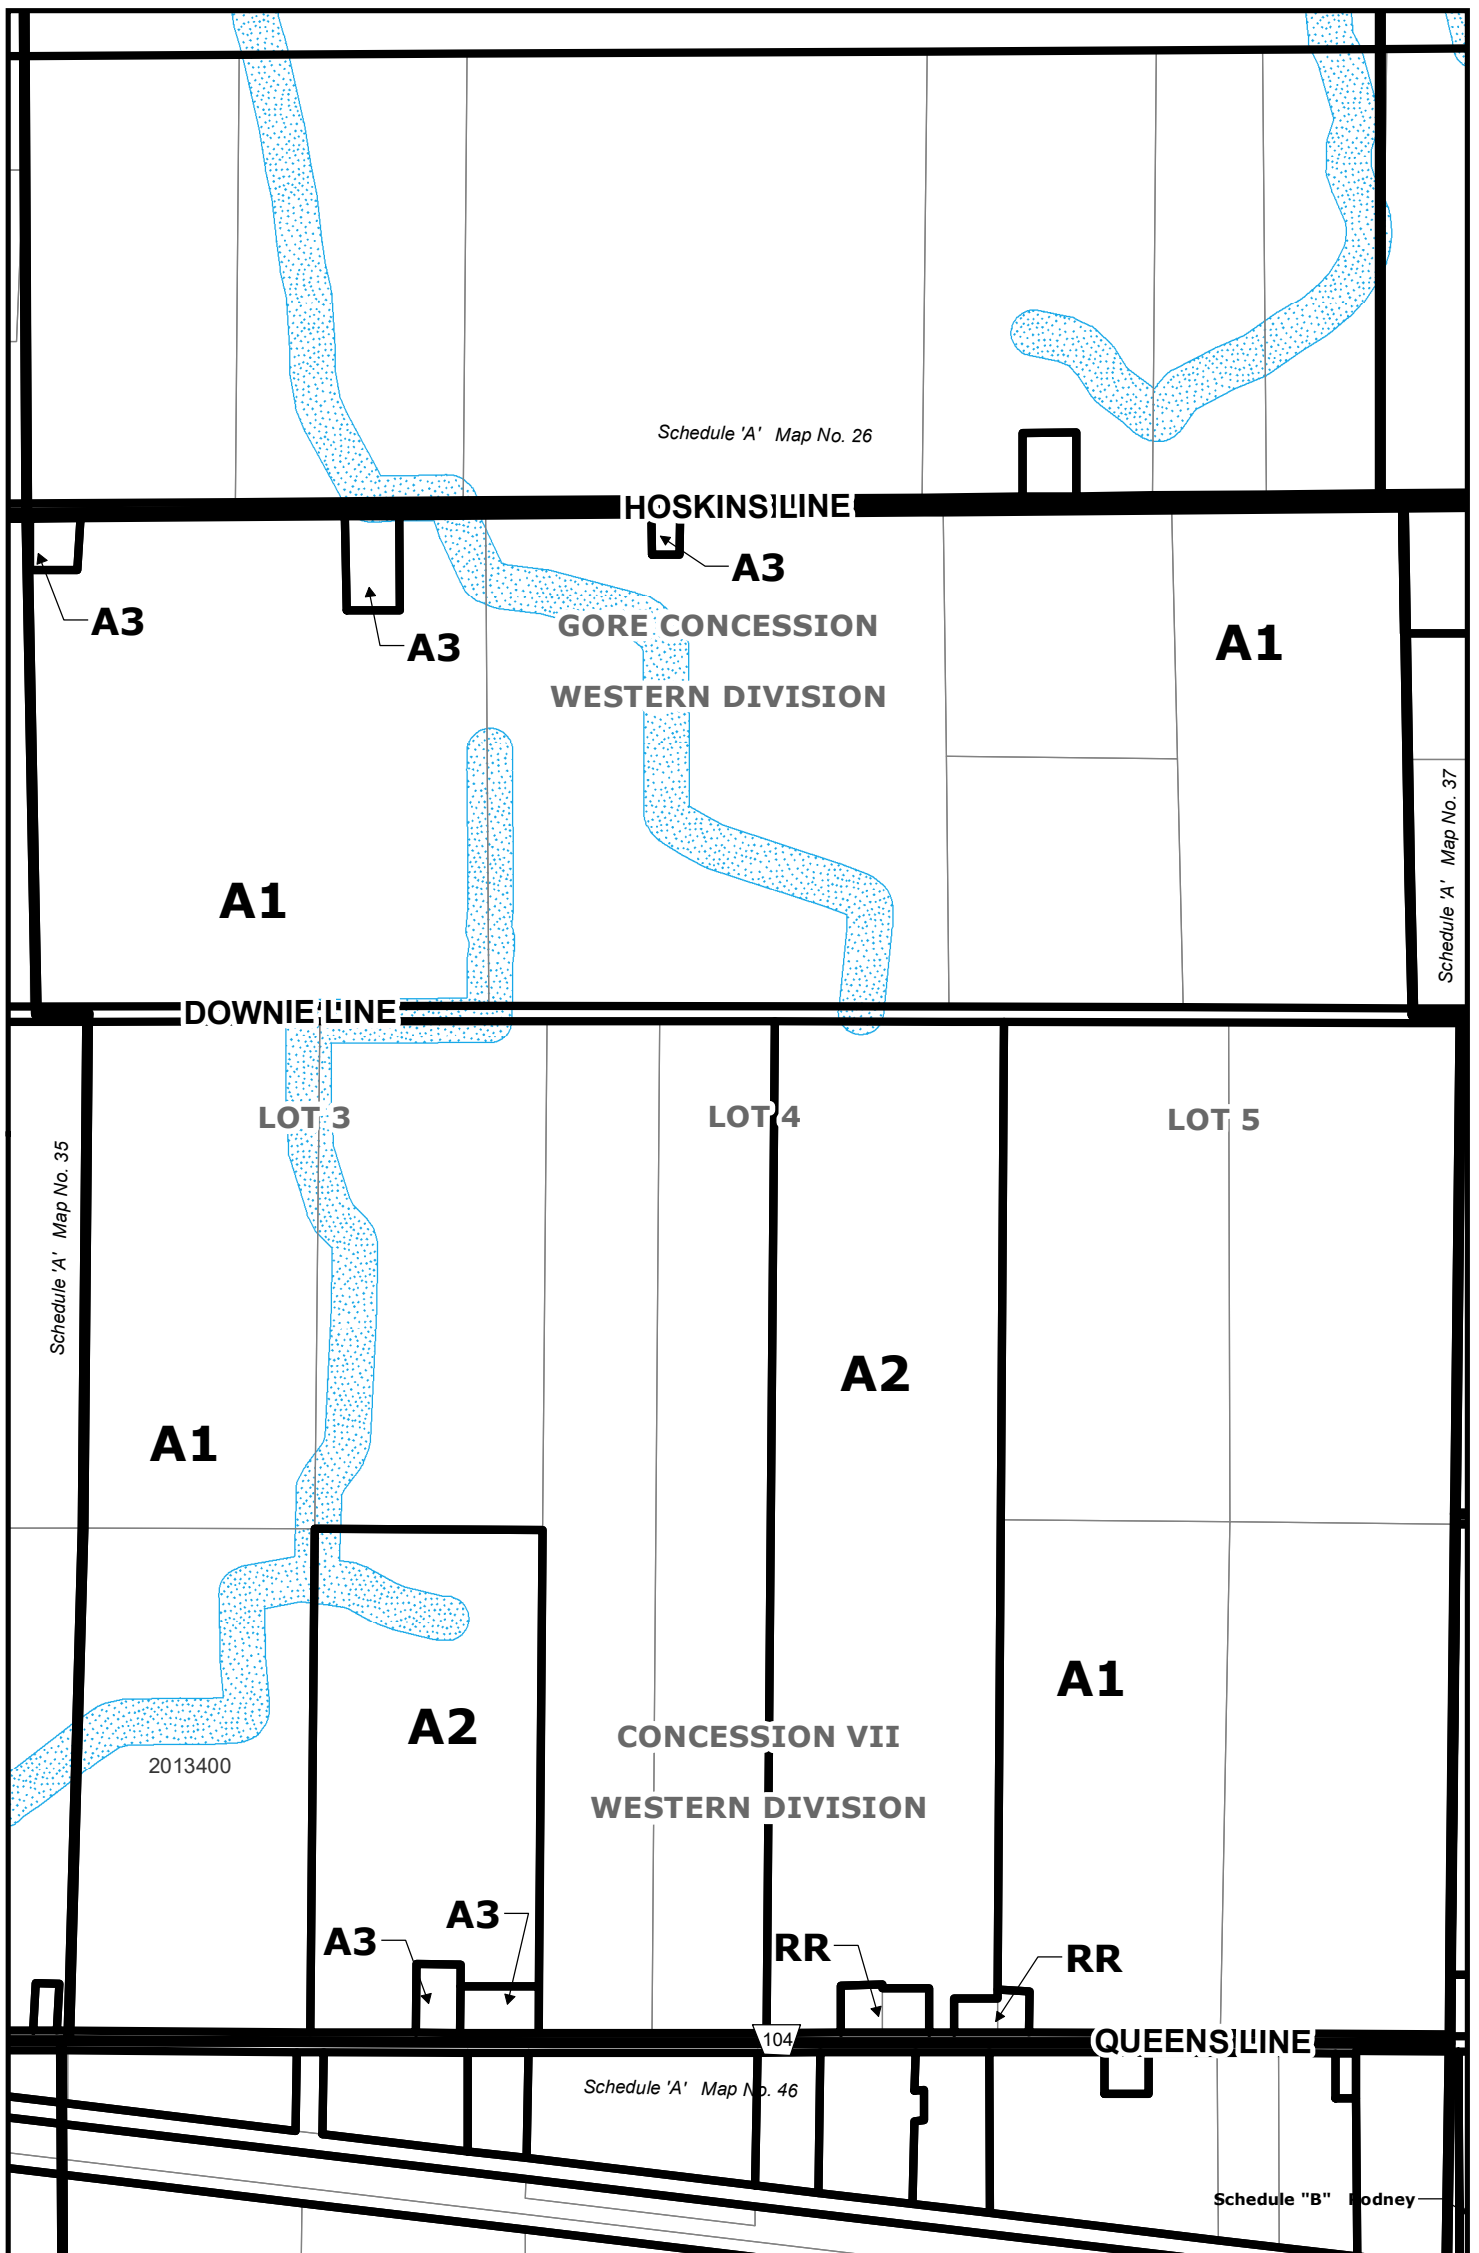 Schedule 'A' Map No. 26
HOSKINS LINE
A3
A3
A3
GORE CONCESSION
A1
WESTERN DIVISION
Schedule 'A' Map No. 37
A1
DOWNIE LINE
LOT 3
LOT 4
LOT 5
Schedule 'A' Map No. 35
A2
A1
A1
A2
CONCESSION VII
2013400
WESTERN DIVISION
A3
A3
RR
RR
104
QUEENS LINE
Schedule 'A' Map No. 46
Schedule "B" Rodney